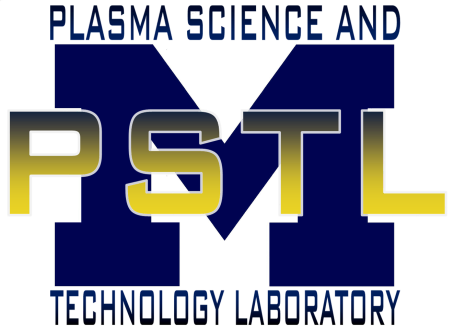 PLASMA SCIENCE AND
M
PSTL
TECHNOLOGY LABORATORY